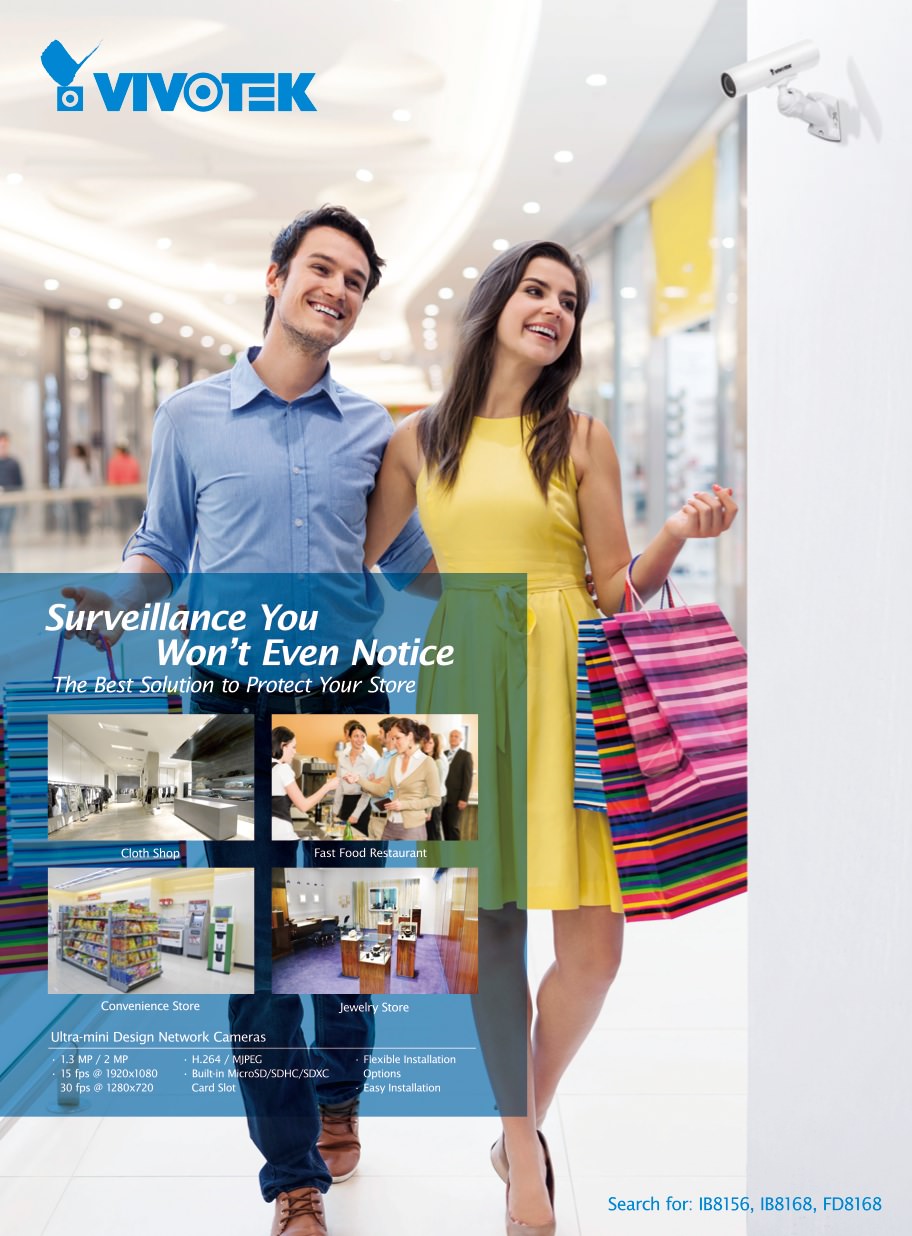 VIVOTEK
VIVOTEK
Surveillance You
Won't Even Notice
The Best Solution to Protect Your Store
Cloth Shop
Fast Food Restaurant
Convenience Store
Jewelry Store
Ultra-mini Design Network Cameras
· 1.3 MP / 2 MP
· 15 fps @ 1920x1080
30 fps @ 1280x720
· H.264 / MJPEG
· Built-in MicroSD/SDHC/SDXC
Card Slot
· Flexible Installation
Options
· Easy Installation
Search for: IB8156, IB8168, FD8168